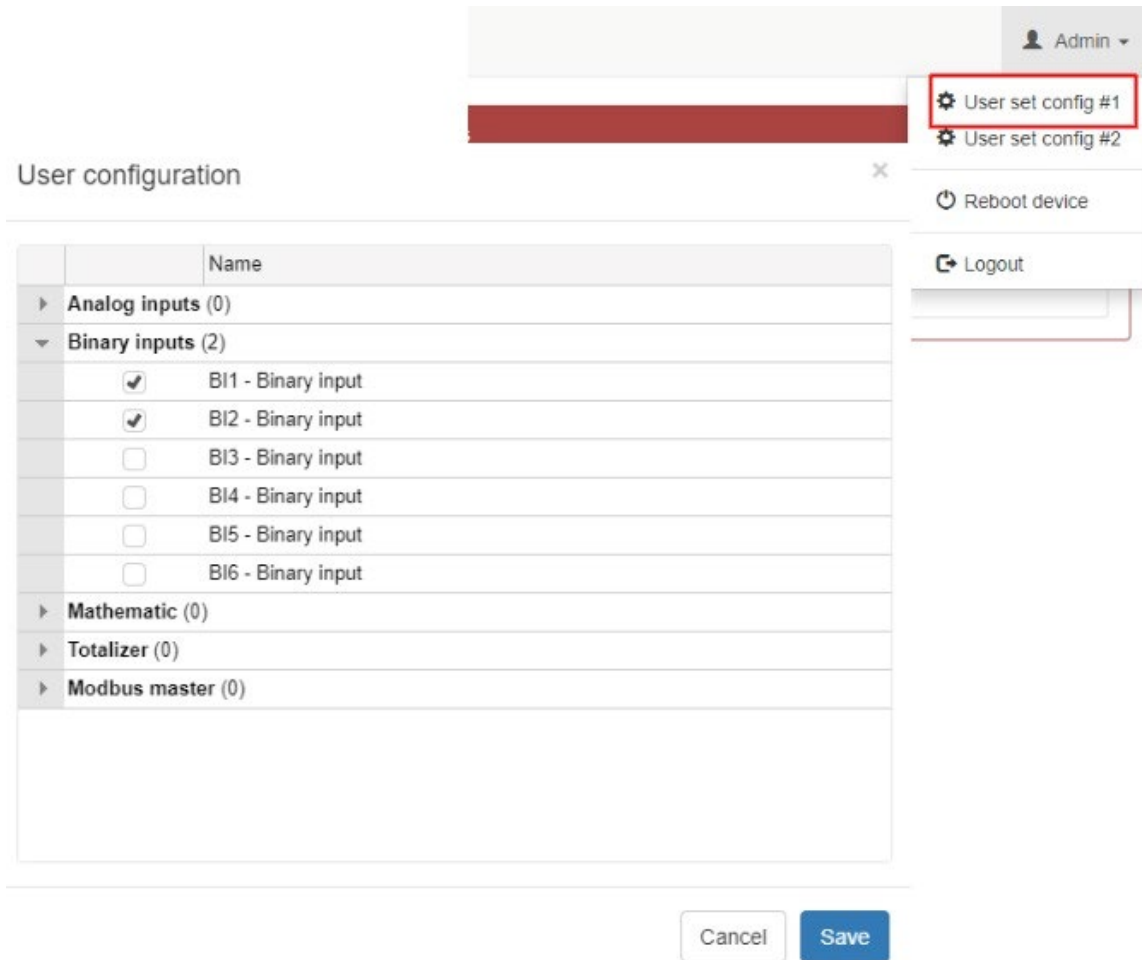 Admin
User set config #1
User set config #2
Reboot device
Logout
User configuration
Name
Analog inputs (0)
Binary inputs (2)
BI1 - Binary input
BI2 - Binary input
BI3 - Binary input
BI4 - Binary input
BI5 - Binary input
BI6 - Binary input
Mathematic (0)
Totalizer (0)
Modbus master (0)
Cancel Save